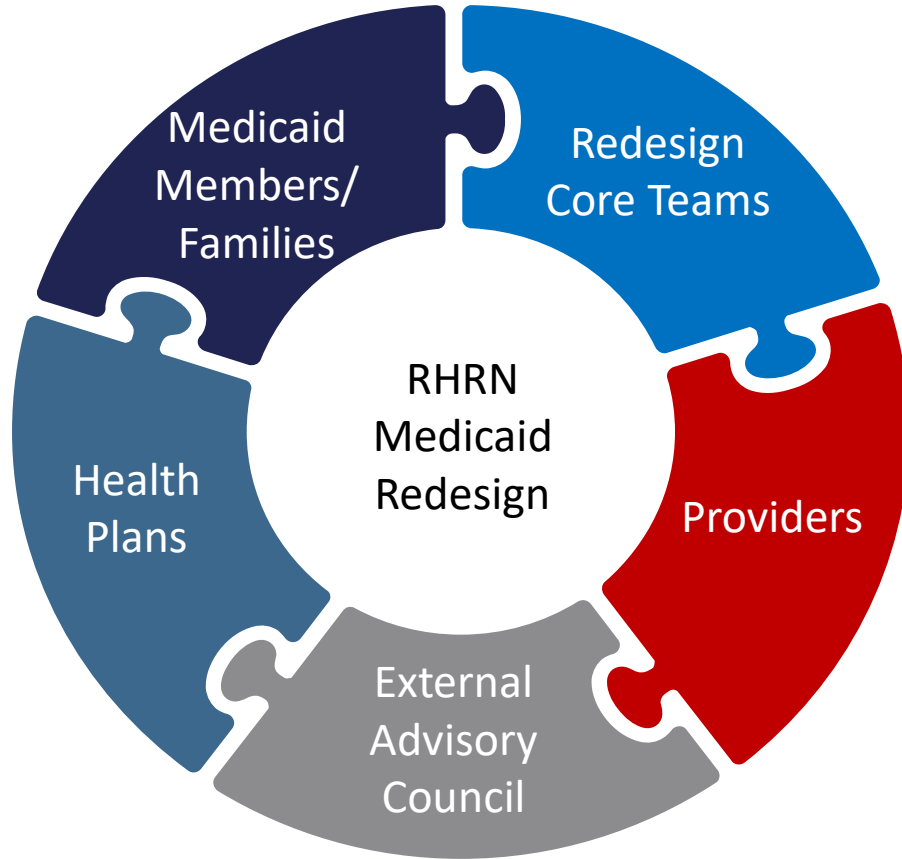 Medicaid
Members/
Families
Redesign
Core Teams
RHRN
Medicaid
Redesign
Health
Plans
Providers
External
Advisory
Council